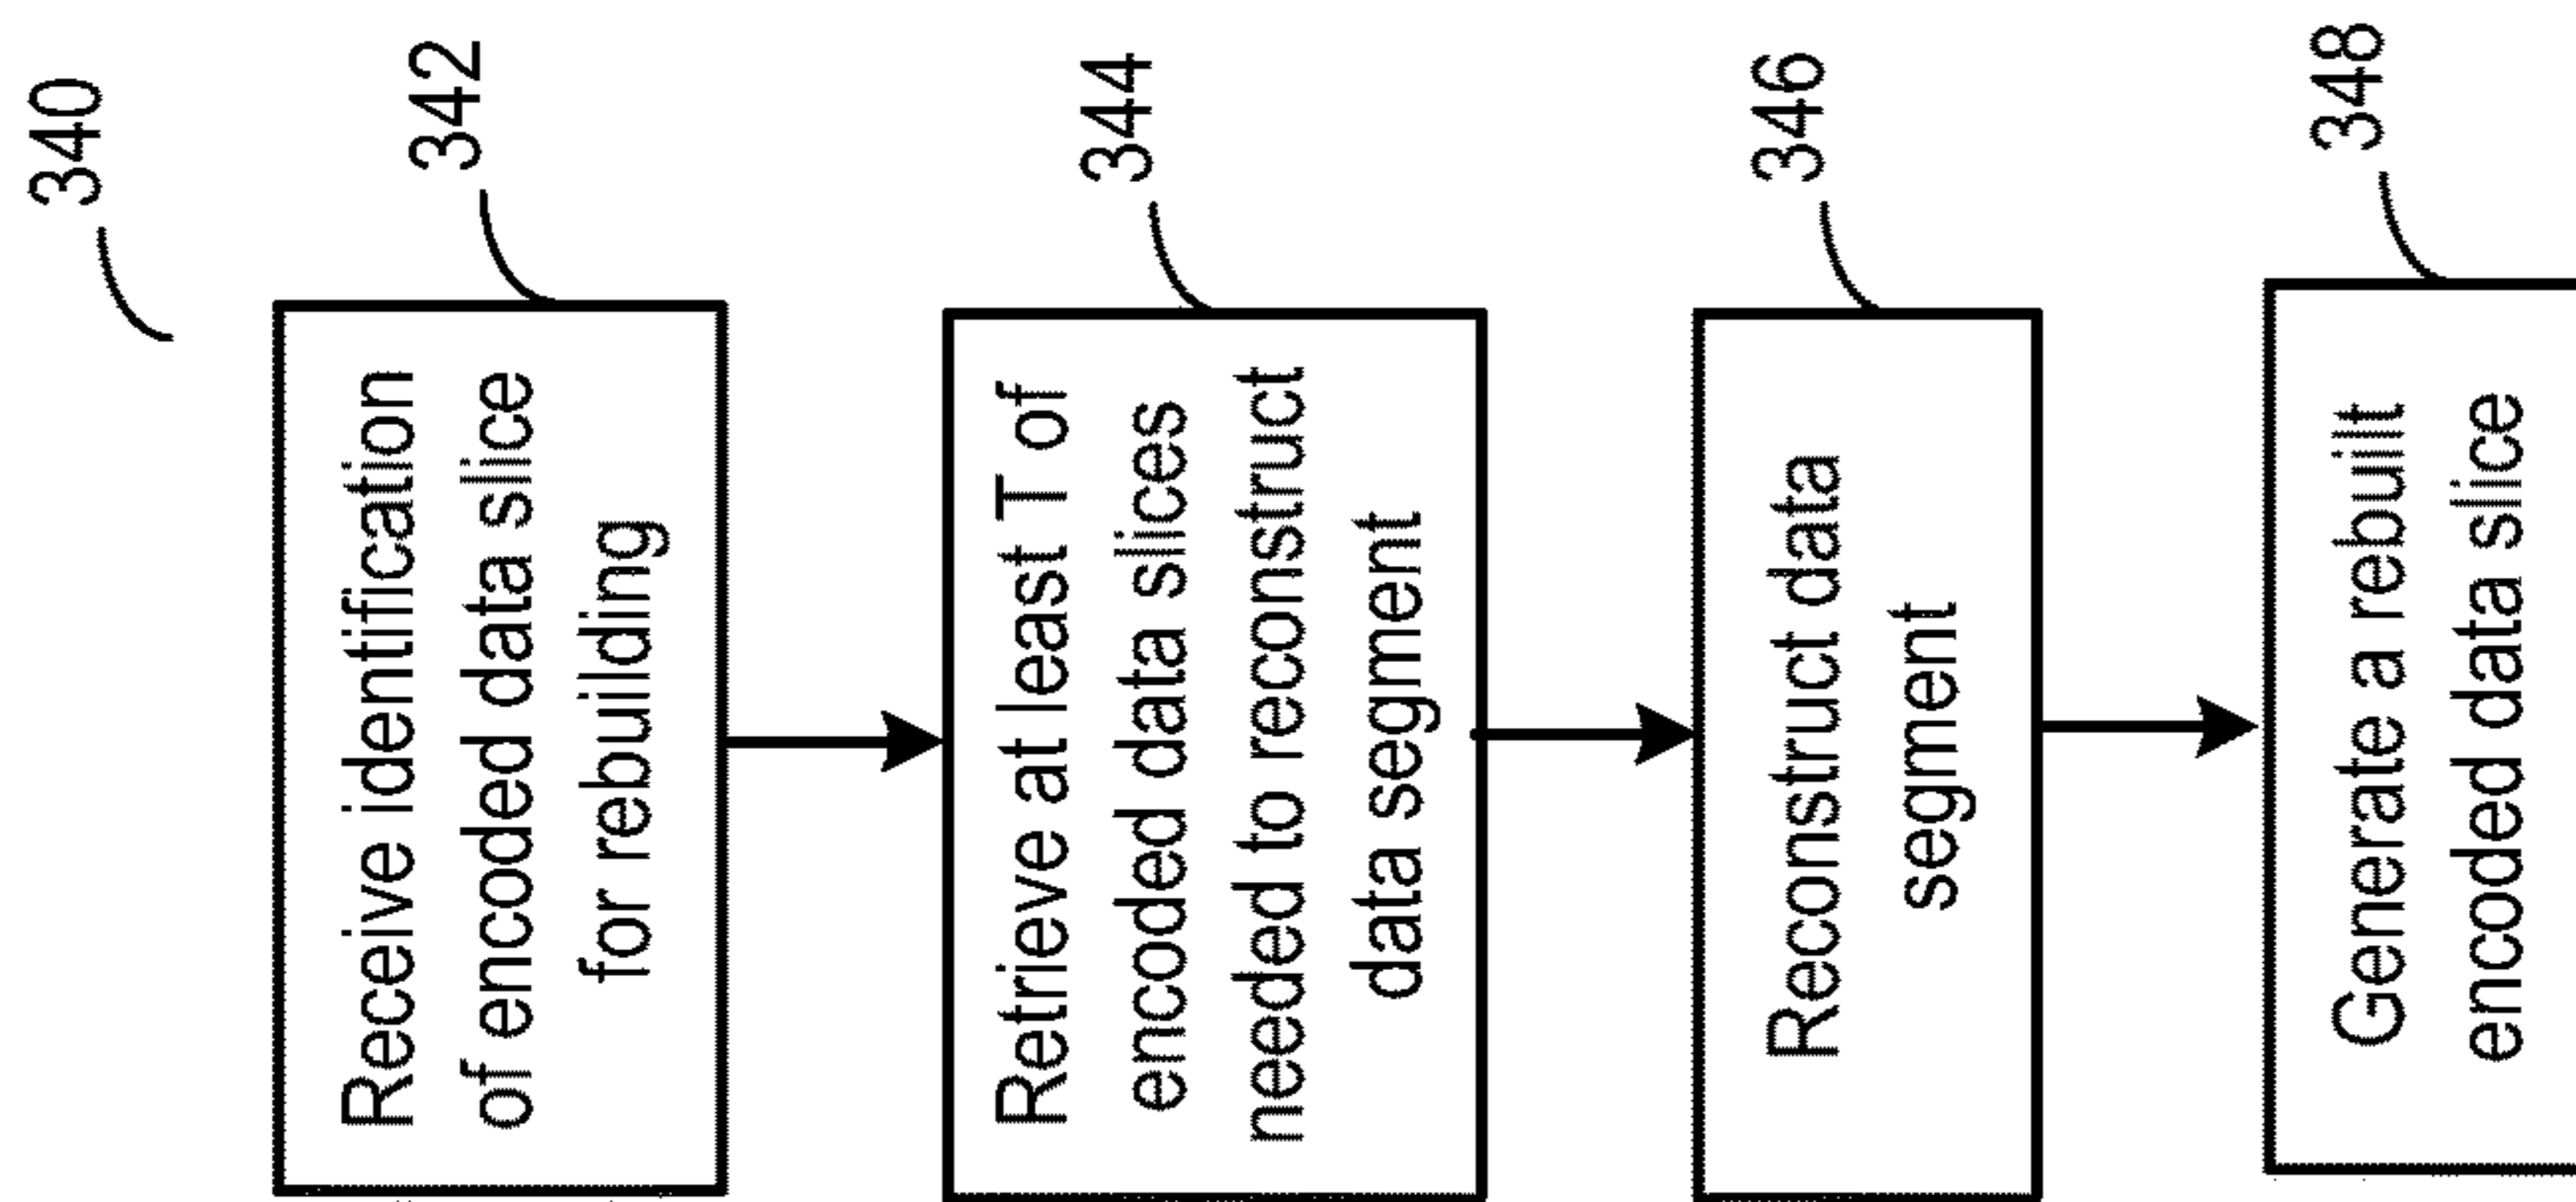 340
342
Receive identification
of encoded data slice
for rebuilding
344
Retrieve at least T of
encoded data slices
needed to reconstruct
data segment
346
Reconstruct data
segment
348
Generate a rebuilt
encoded data slice